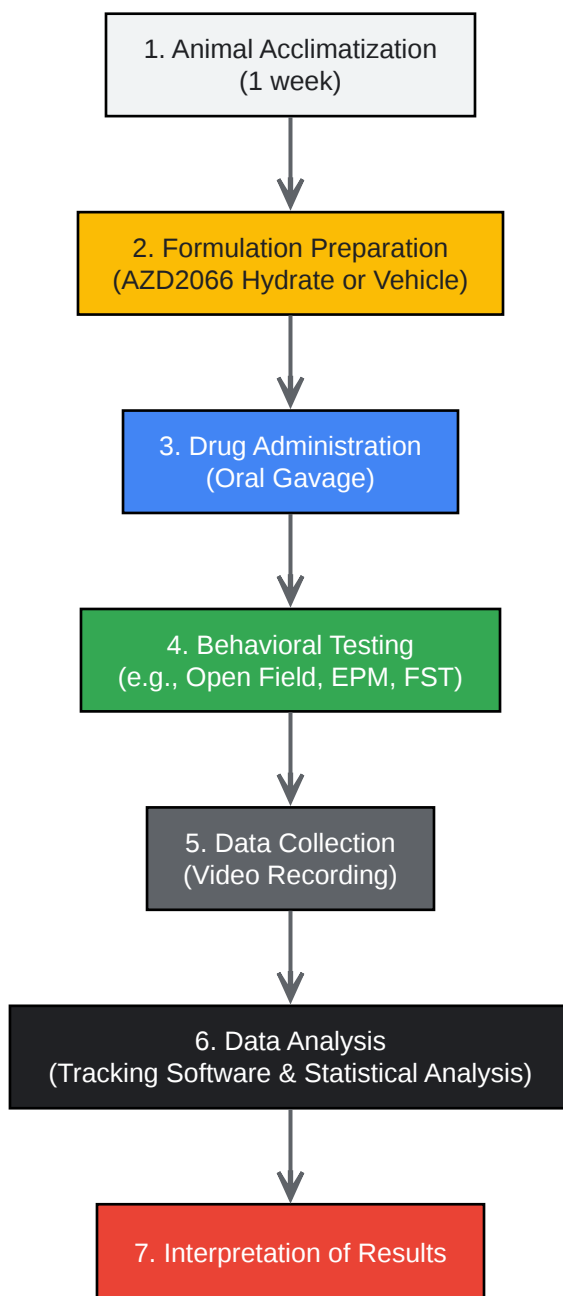 1. Animal Acclimatization
(1 week)
2. Formulation Preparation
(AZD2066 Hydrate or Vehicle)
3. Drug Administration
(Oral Gavage)
4. Behavioral Testing
(e.g., Open Field, EPM, FST)
5. Data Collection
(Video Recording)
6. Data Analysis
(Tracking Software & Statistical Analysis)
7. Interpretation of Results